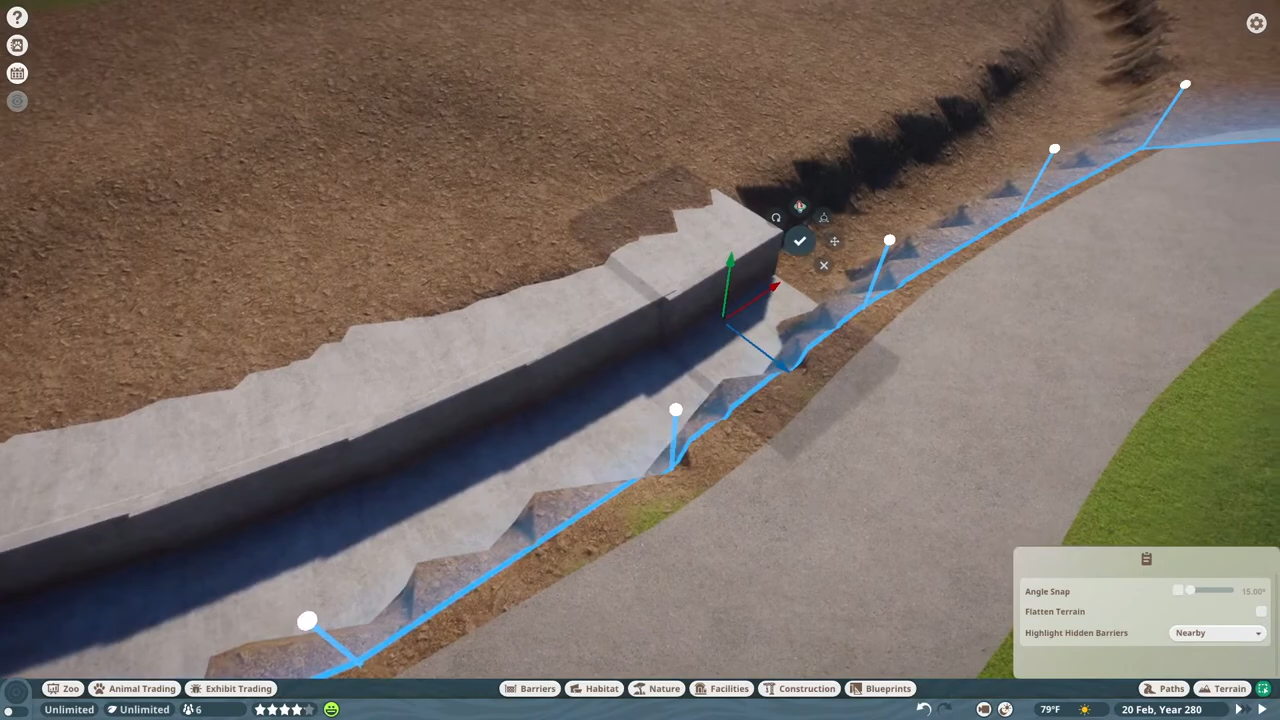 ?
Angle Snap 15.00°
Flatten Terrain
Highlight Hidden Barriers Nearby
Zoo Animal Trading Exhibit Trading Barriers Habitat Nature Facilities Construction Blueprints Paths Terrain
Unlimited Unlimited 6 79°F 20 Feb, Year 280